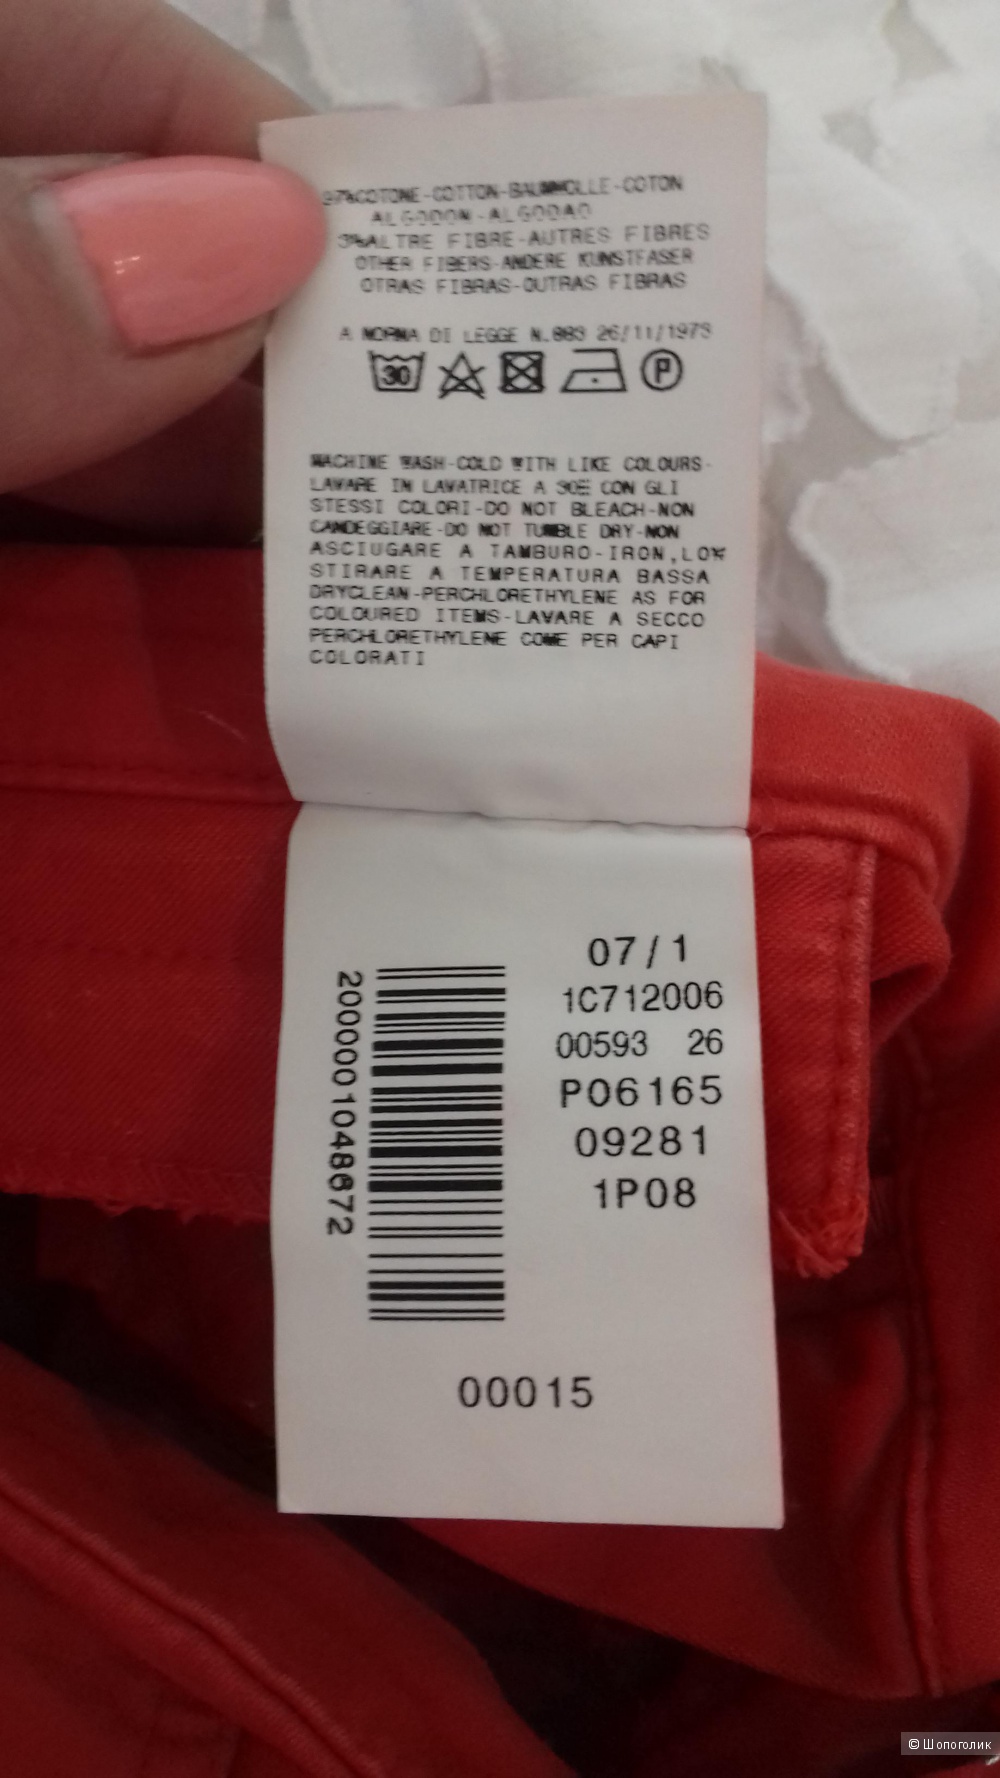 97%COTONE-COTTON-BAUMWOLLE-COTON
ALGODON-ALGODAO
3%ALTRE FIBRE-AUTRES FIBRES
OTHER FIBERS-ANDERE KUNSTFASER
OTRAS FIBRAS-OUTRAS FIBRAS
A NORMA DI LEGGE N.883 26/11/1973
30 P
MACHINE WASH-COLD WITH LIKE COLOURS-
LAVARE IN LAVATRICE A 30E CON GLI
STESSI COLORI-DO NOT BLEACH-NON
CANDEGGIARE-DO NOT TUMBLE DRY-NON
ASCIUGARE A TAMBURO-IRON,LOW
STIRARE A TEMPERATURA BASSA
DRYCLEAN-PERCHLORETHYLENE AS FOR
COLOURED ITEMS-LAVARE A SECCO
PERCHLORETHYLENE COME PER CAPI
COLORATI
07/1
1C712006
00593 26
P06165
09281
1P08
2000001048672
00015
© Шопоголик